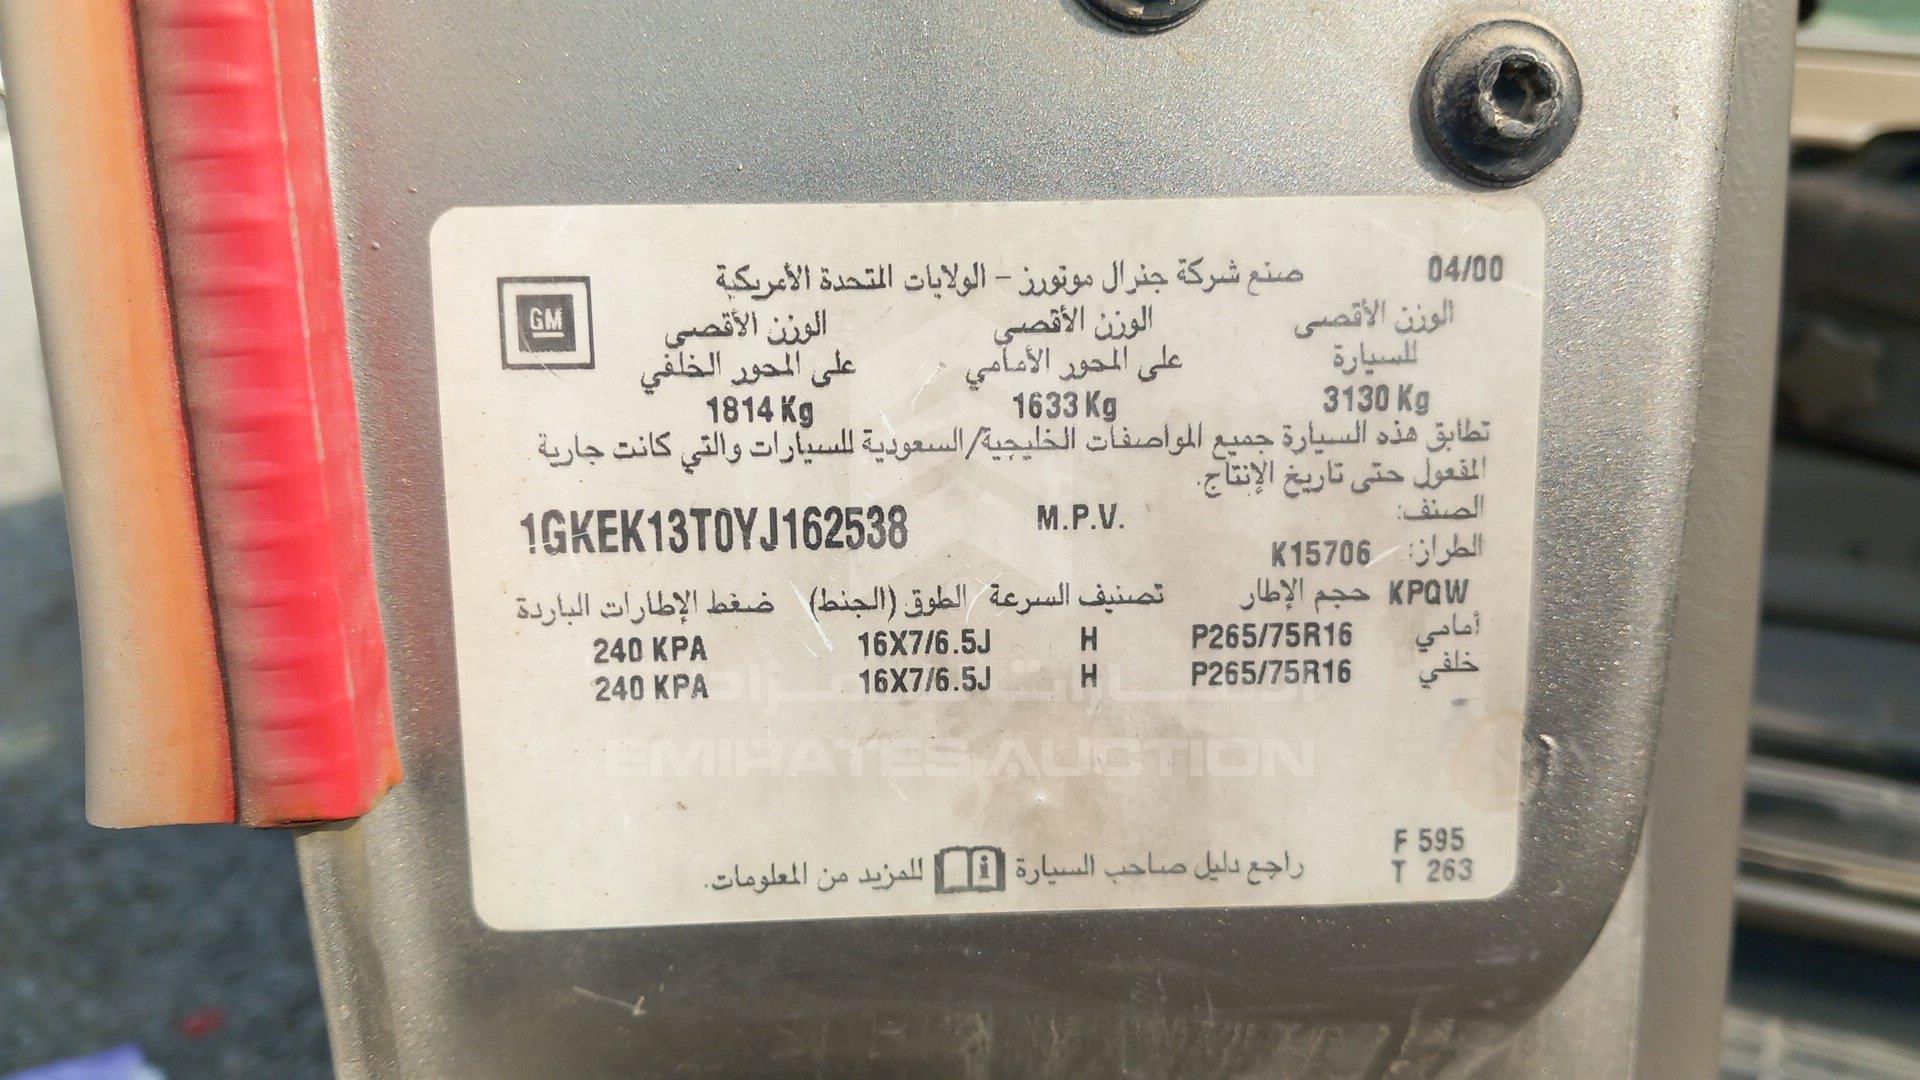 صنع شركة جنرال موتورز - الولايات المتحدة الأمريكية 04/00
GM
الوزن الأقصى الوزن الأقصى الوزن الأقصى
للسيارة على المحور الأمامي على المحور الخلفي
3130 Kg 1633 Kg 1814 Kg
تطابق هذه السيارة جميع المواصفات الخليجية/السعودية للسيارات والتي كانت جارية
المفعول حتى تاريخ الإنتاج.
الصنف: M.P.V. 1GKEK13T0YJ162538
الطراز: K15706
KPQW حجم الإطار تصنيف السرعة الطوق (الجنط) ضغط الإطارات الباردة
أمامي P265/75R16 H 16X7/6.5J 240 KPA
خلفي P265/75R16 H 16X7/6.5J 240 KPA
الإمارات للمزادات
EMIRATES AUCTION
F 595
T 263
راجع دليل صاحب السيارة للمزيد من المعلومات.